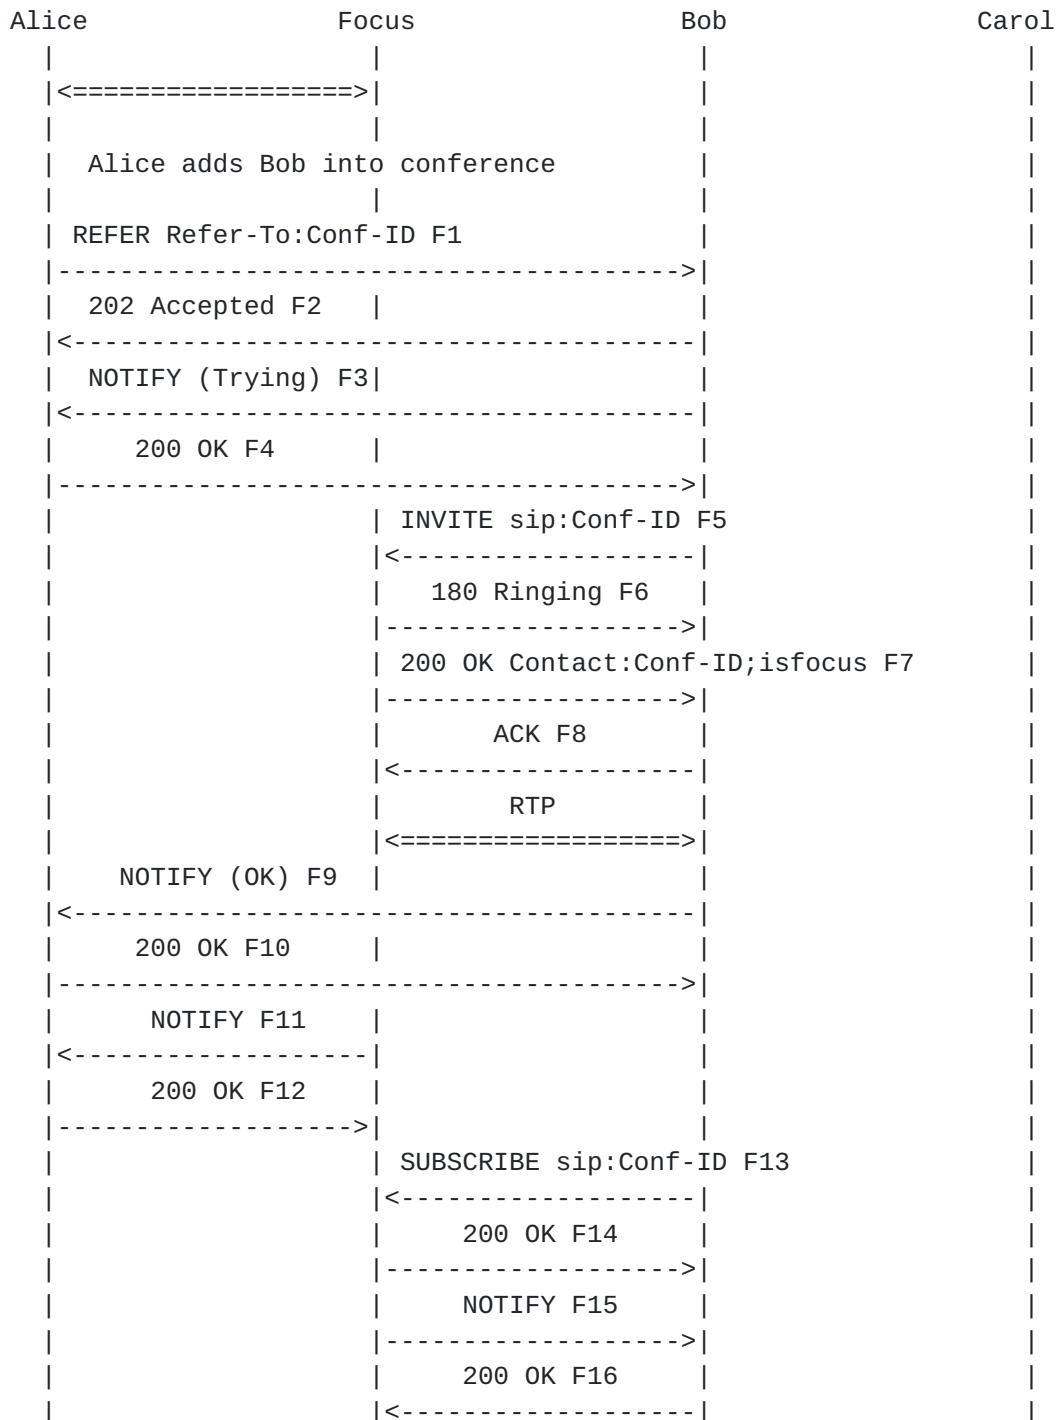 Alice                Focus                 Bob                Carol
  |                    |                    |                    |
  |<==================>|                    |                    |
  |                    |                    |                    |
  |  Alice adds Bob into conference         |                    |
  |                    |                    |                    |
  | REFER Refer-To:Conf-ID F1               |                    |
  |---------------------------------------->|                    |
  |  202 Accepted F2   |                    |                    |
  |<----------------------------------------|                    |
  |  NOTIFY (Trying) F3|                    |                    |
  |<----------------------------------------|                    |
  |     200 OK F4      |                    |                    |
  |---------------------------------------->|                    |
  |                    | INVITE sip:Conf-ID F5                   |
  |                    |<-------------------|                    |
  |                    |   180 Ringing F6   |                    |
  |                    |------------------->|                    |
  |                    | 200 OK Contact:Conf-ID;isfocus F7       |
  |                    |------------------->|                    |
  |                    |       ACK F8       |                    |
  |                    |<-------------------|                    |
  |                    |        RTP         |                    |
  |                    |<==================>|                    |
  |    NOTIFY (OK) F9  |                    |                    |
  |<----------------------------------------|                    |
  |     200 OK F10     |                    |                    |
  |---------------------------------------->|                    |
  |      NOTIFY F11    |                    |                    |
  |<-------------------|                    |                    |
  |      200 OK F12    |                    |                    |
  |------------------->|                    |                    |
  |                    | SUBSCRIBE sip:Conf-ID F13               |
  |                    |<-------------------|                    |
  |                    |     200 OK F14     |                    |
  |                    |------------------->|                    |
  |                    |     NOTIFY F15     |                    |
  |                    |------------------->|                    |
  |                    |     200 OK F16     |                    |
  |                    |<-------------------|                    |